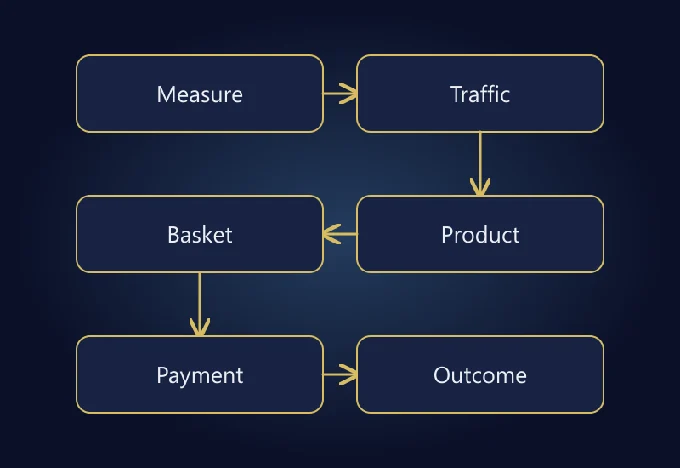 Measure
Traffic
Product
Basket
Payment
Outcome